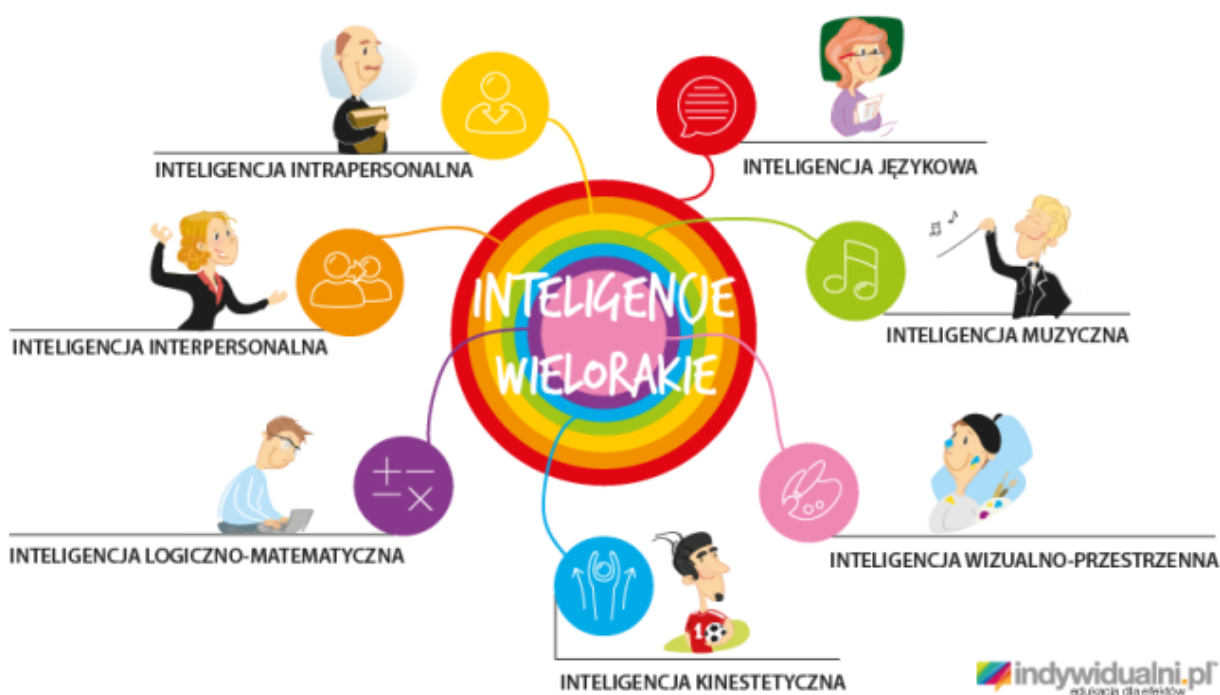 INTELIGENCJA INTRAPERSONALNA
INTELIGENCJA JĘZYKOWA
INTELIGENCJA INTERPERSONALNA
INTELIGENCJA MUZYCZNA
INTELIGENCJE
WIELORAKIE
INTELIGENCJA LOGICZNO-MATEMATYCZNA
INTELIGENCJA WIZUALNO-PRZESTRZENNA
10
INTELIGENCJA KINESTETYCZNA
indywidualni.pl
edukacja dla efektów